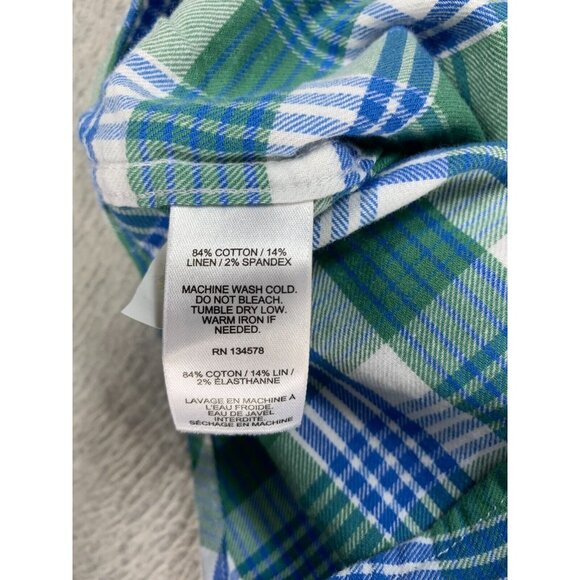 84% COTTON / 14%
LINEN / 2% SPANDEX
MACHINE WASH COLD.
DO NOT BLEACH.
TUMBLE DRY LOW.
WARM IRON IF
NEEDED.
RN 134578
84% COTON / 14% LIN /
2% ÉLASTHANNE
LAVAGE EN MACHINE À
L'EAU FROIDE.
EAU DE JAVEL
INTERDITE.
SÉCHAGE EN MACHINE